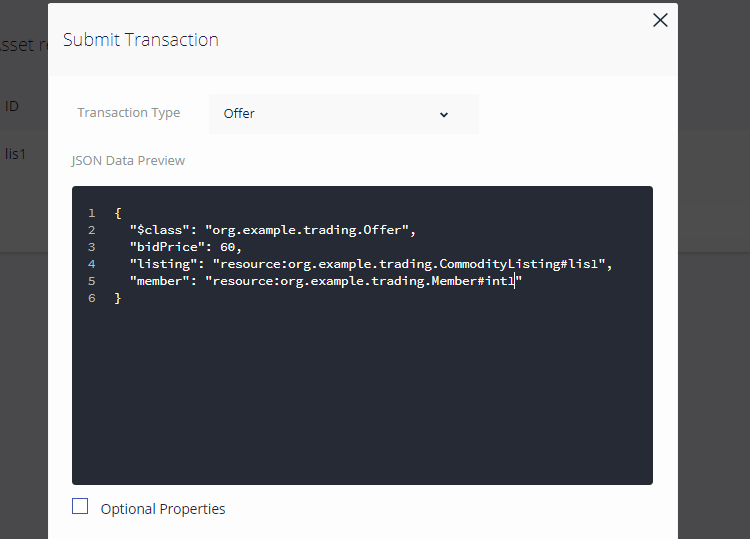 Submit Transaction
sset r
ID
Transaction Type Offer
lis1
JSON Data Preview
1 {
2 "$class": "org.example.trading.Offer",
3 "bidPrice": 60,
4 "listing": "resource:org.example.trading.CommodityListing#lis1",
5 "member": "resource:org.example.trading.Member#int1"
6 }
Optional Properties